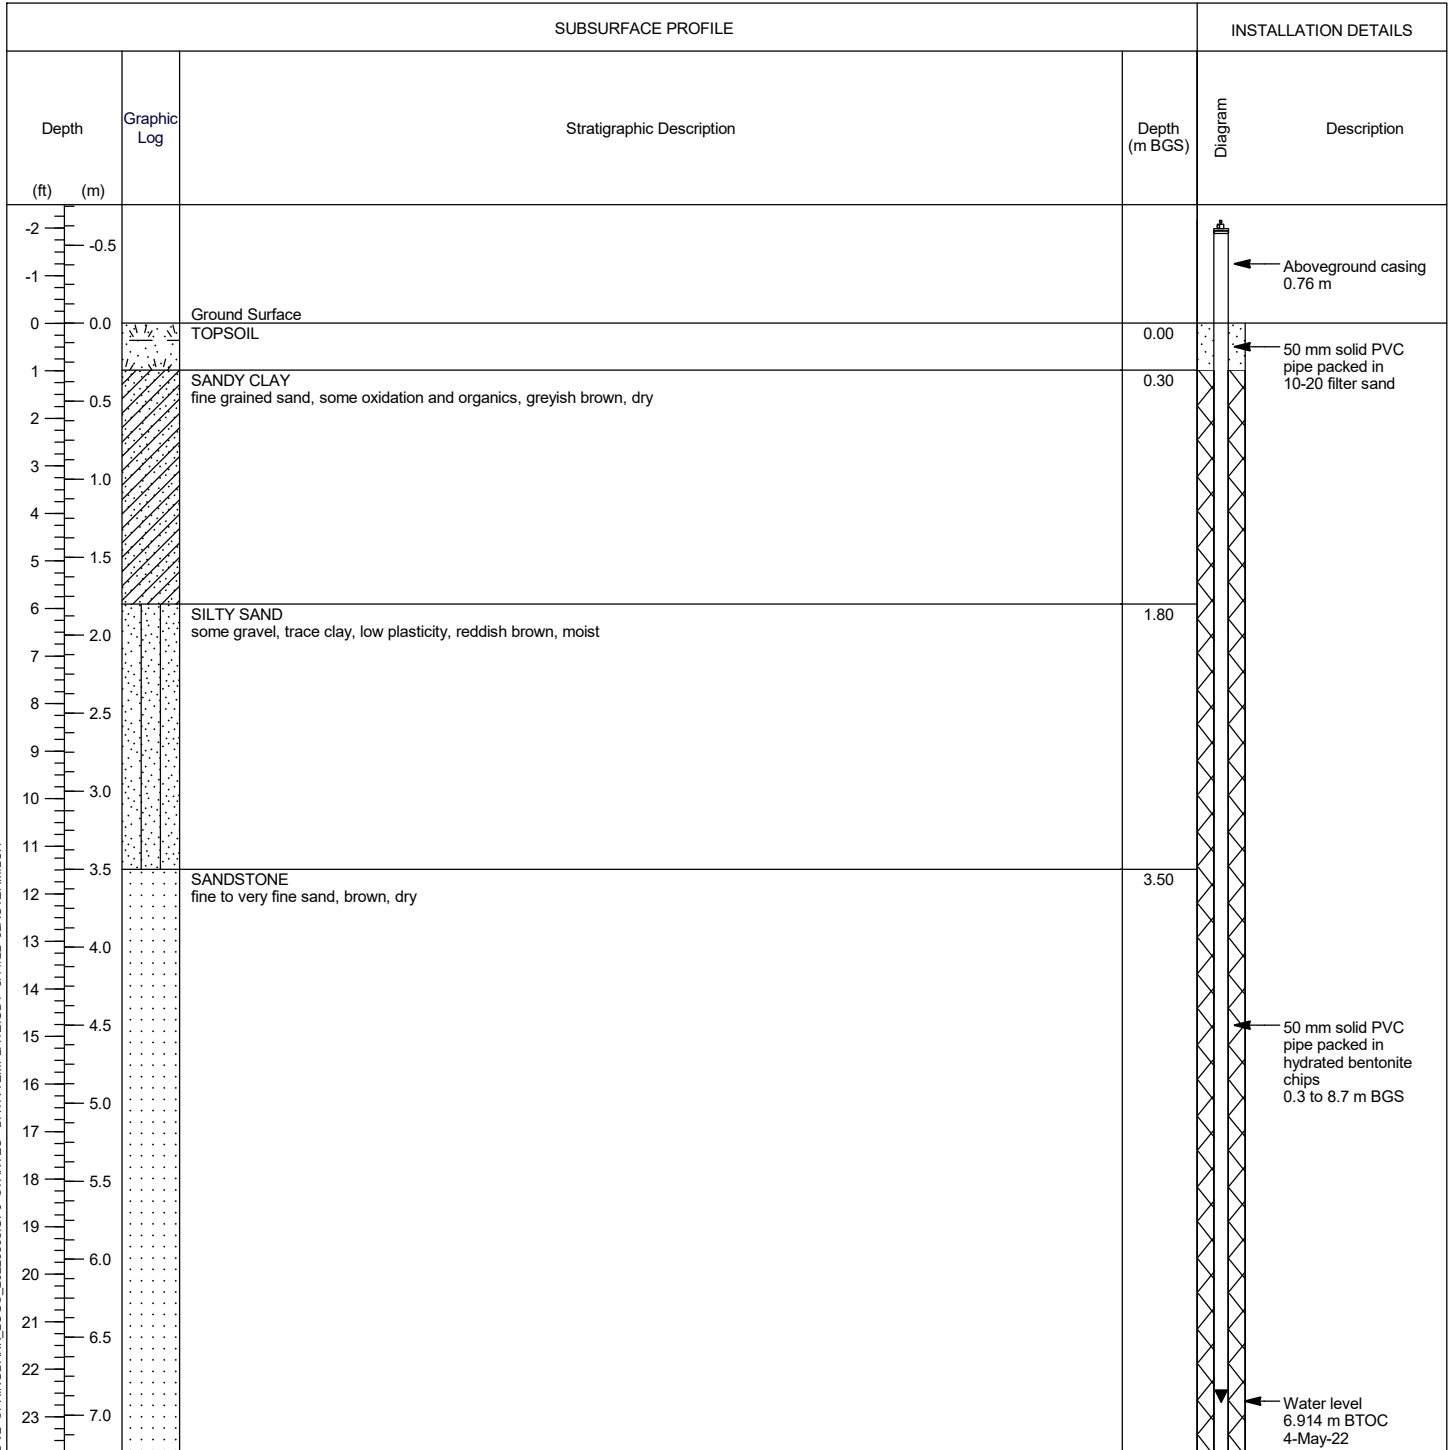 SUBSURFACE PROFILE
INSTALLATION DETAILS
Depth
Graphic
Log
Stratigraphic Description
Depth
(m BGS)
Diagram
Description
(ft) (m)
-2
-0.5
-1
Aboveground casing
0.76 m
Ground Surface
0 0.0
TOPSOIL
0.00
50 mm solid PVC
pipe packed in
10-20 filter sand
1
SANDY CLAY
0.30
fine grained sand, some oxidation and organics, greyish brown, dry
0.5
2
3
1.0
4
1.5
5
6
SILTY SAND
1.80
some gravel, trace clay, low plasticity, reddish brown, moist
2.0
7
8
2.5
9
3.0
10
11
3.5
SANDSTONE
3.50
fine to very fine sand, brown, dry
12
13
4.0
14
4.5
15
50 mm solid PVC
pipe packed in
hydrated bentonite
chips
0.3 to 8.7 m BGS
16
5.0
17
18
5.5
19
6.0
20
21
6.5
22
Water level
6.914 m BTOC
4-May-22
23
7.0